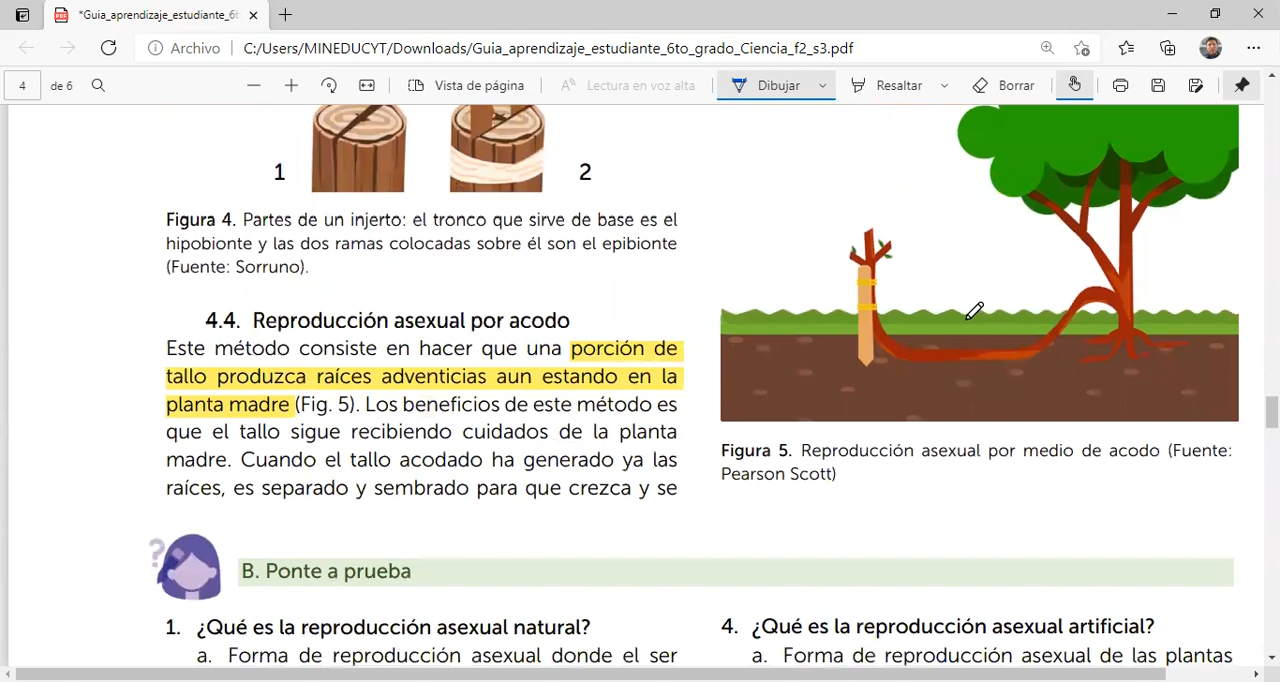 *Guia_aprendizaje_estudiante_6t
Archivo C:/Users/MINEDUCYT/Downloads/Guia_aprendizaje_estudiante_6to_grado_Ciencia_f2_s3.pdf
4 de 6 Vista de página Lectura en voz alta Dibujar Resaltar Borrar
1 2
Figura 4. Partes de un injerto: el tronco que sirve de base es el
hipobionte y las dos ramas colocadas sobre él son el epibionte
(Fuente: Sorruno).
4.4. Reproducción asexual por acodo
Este método consiste en hacer que una porción de
tallo produzca raíces adventicias aun estando en la
planta madre (Fig. 5). Los beneficios de este método es
que el tallo sigue recibiendo cuidados de la planta
madre. Cuando el tallo acodado ha generado ya las
raíces, es separado y sembrado para que crezca y se
Figura 5. Reproducción asexual por medio de acodo (Fuente:
Pearson Scott)
B. Ponte a prueba
1. ¿Qué es la reproducción asexual natural?
a. Forma de reproducción asexual donde el ser
4. ¿Qué es la reproducción asexual artificial?
a. Forma de reproducción asexual de las plantas